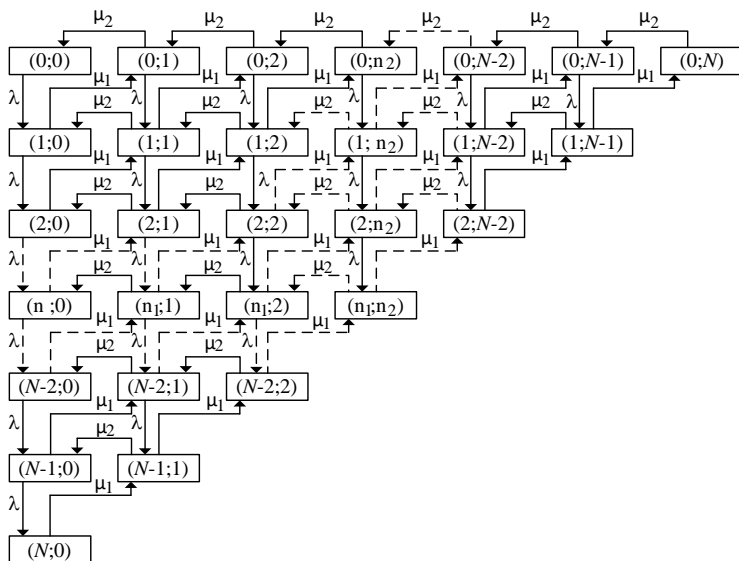 μ2 μ2 μ2 μ2 μ2 μ2
(0;0) (0;1) (0;2) (0;n2) (0;N-2) (0;N-1) (0;N)
λ μ1 λ μ1 λ μ1 λ μ1 λ μ1 λ μ1
μ2 μ2 μ2 μ2 μ2
(1;0) (1;1) (1;2) (1; n2) (1;N-2) (1;N-1)
λ μ1 λ μ1 λ μ1 λ μ1 λ μ1
μ2 μ2 μ2 μ2
(2;0) (2;1) (2;2) (2;n2) (2;N-2)
λ μ1 λ μ1 λ μ1 λ μ1
μ2 μ2 μ2
(n ;0) (n1;1) (n1;2) (n1;n2)
λ μ1 λ μ1 λ μ1
μ2 μ2
(N-2;0) (N-2;1) (N-2;2)
λ μ1 λ μ1
μ2
(N-1;0) (N-1;1)
λ μ1
(N;0)